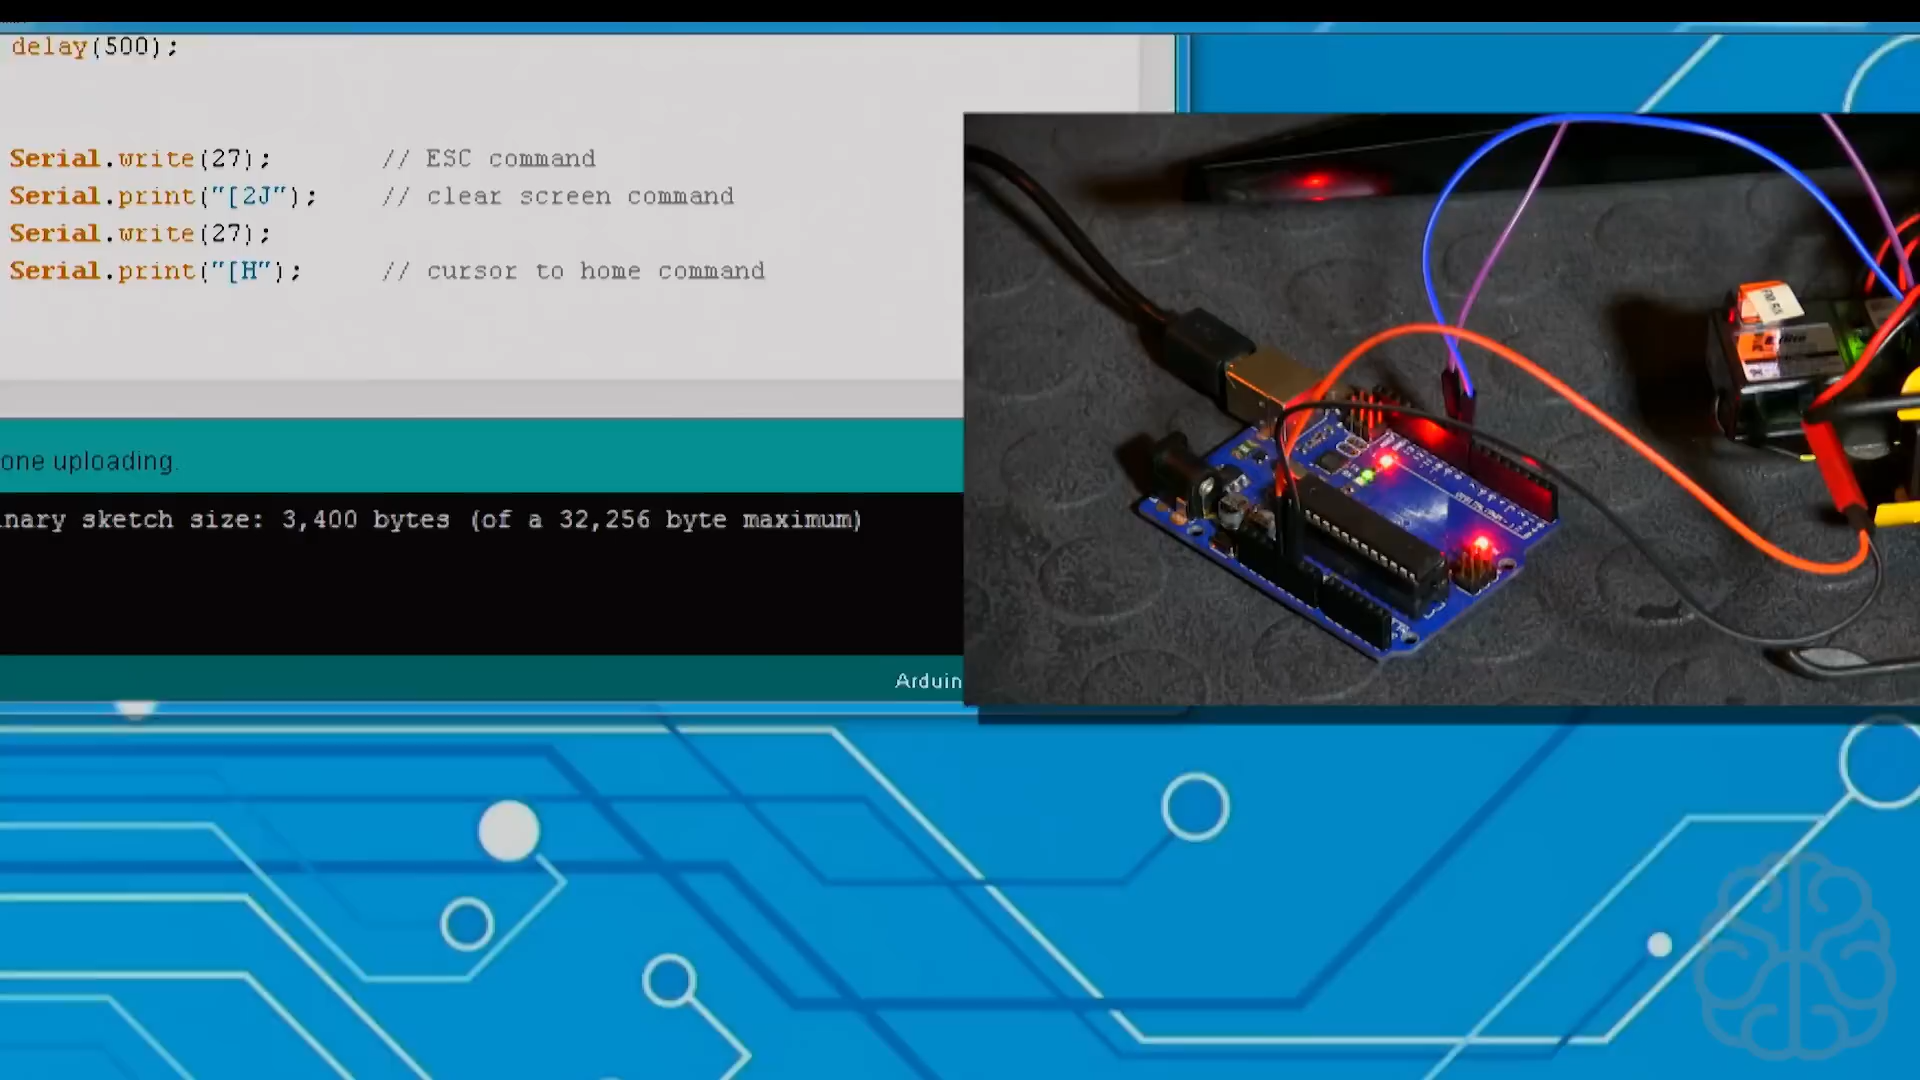 delay(500);
Serial.write(27); // ESC command
Serial.print("[2J"); // clear screen command
Serial.write(27);
Serial.print("[H"); // cursor to home command
one uploading.
nary sketch size: 3,400 bytes (of a 32,256 byte maximum)
Arduin